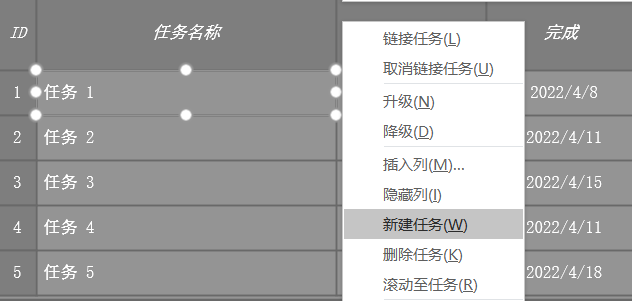 ID 任务名称 完成
1 任务 1 2022/4/8
2 任务 2 2022/4/11
3 任务 3 2022/4/15
4 任务 4 2022/4/11
5 任务 5 2022/4/18
链接任务(L)
取消链接任务(U)
升级(N)
降级(D)
插入列(M)...
隐藏列(I)
新建任务(W)
删除任务(K)
滚动至任务(R)